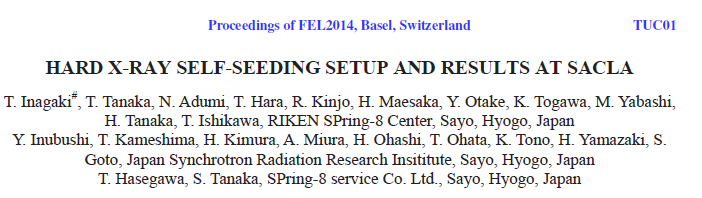 Proceedings of FEL2014, Basel, Switzerland TUC01
HARD X-RAY SELF-SEEDING SETUP AND RESULTS AT SACLA
T. Inagaki#, T. Tanaka, N. Adumi, T. Hara, R. Kinjo, H. Maesaka, Y. Otake, K. Togawa, M. Yabashi,
H. Tanaka, T. Ishikawa, RIKEN SPring-8 Center, Sayo, Hyogo, Japan
Y. Inubushi, T. Kameshima, H. Kimura, A. Miura, H. Ohashi, T. Ohata, K. Tono, H. Yamazaki, S.
Goto, Japan Synchrotron Radiation Research Insititute, Sayo, Hyogo, Japan
T. Hasegawa, S. Tanaka, SPring-8 service Co. Ltd., Sayo, Hyogo, Japan